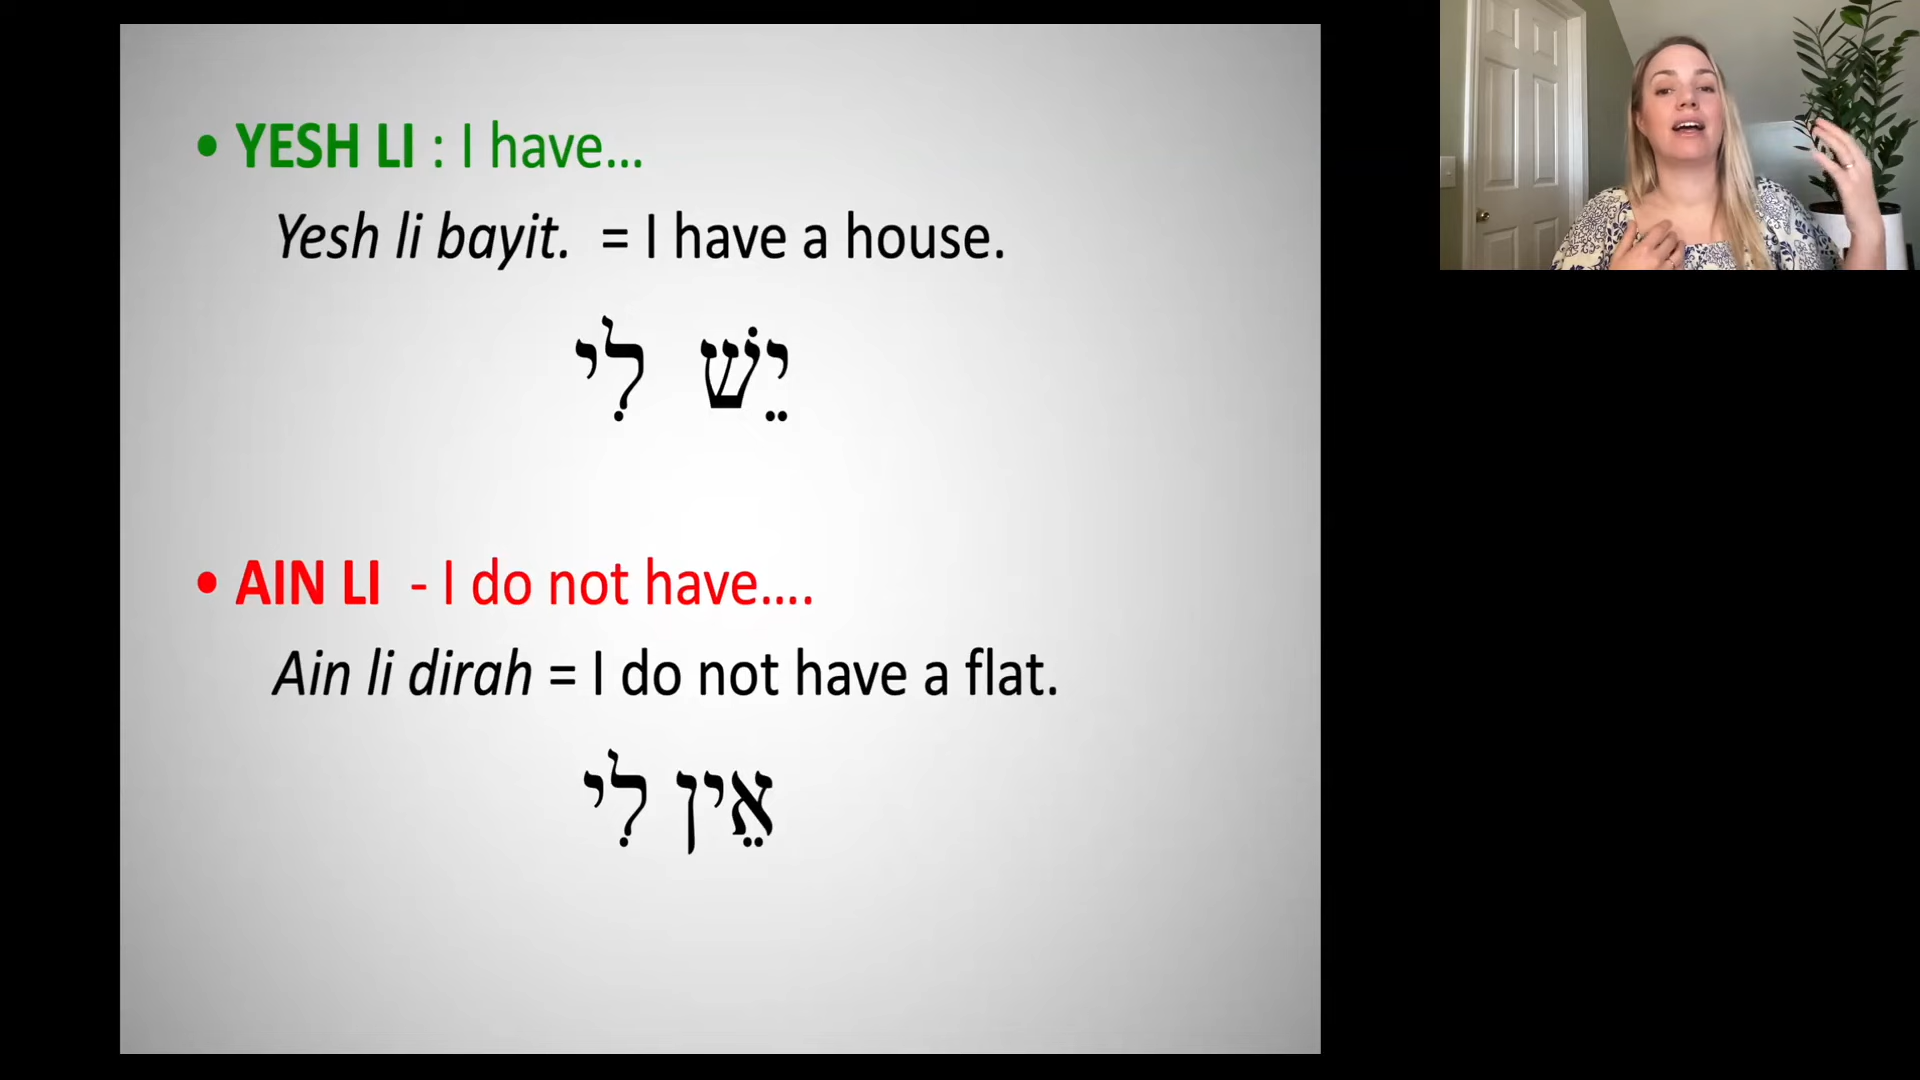 • YESH LI : I have...
Yesh li bayit. = I have a house.
יֵשׁ לִי
• AIN LI - I do not have....
Ain li dirah = I do not have a flat.
אֵין לִי